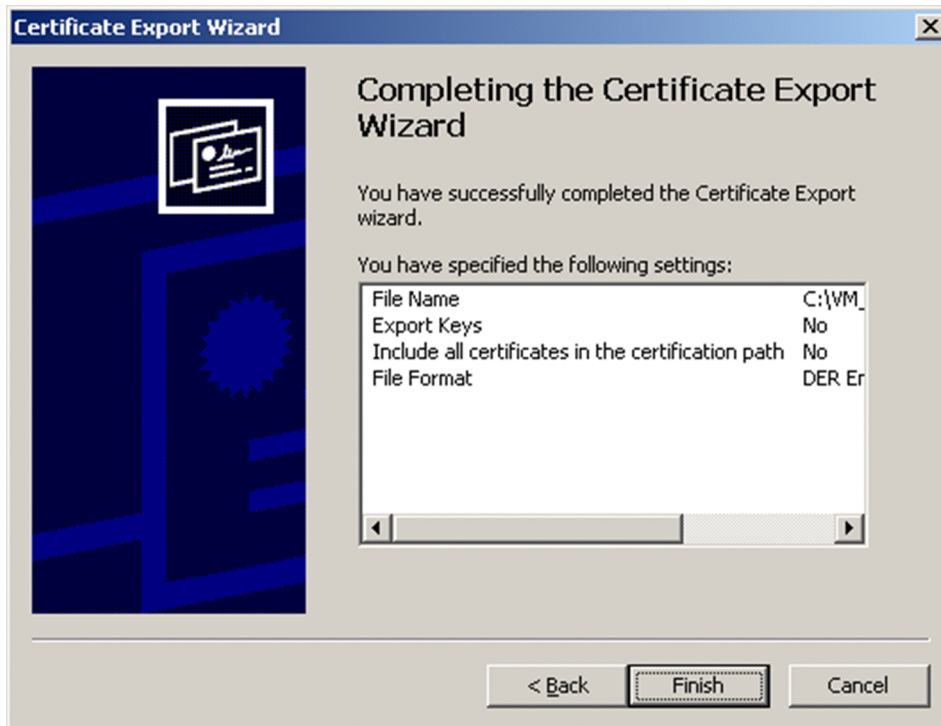 Certificate Export Wizard
Completing the Certificate Export
Wizard
You have successfully completed the Certificate Export
wizard.
You have specified the following settings:
File Name C:\VM_
Export Keys No
Include all certificates in the certification path No
File Format DER Er
< Back Finish Cancel